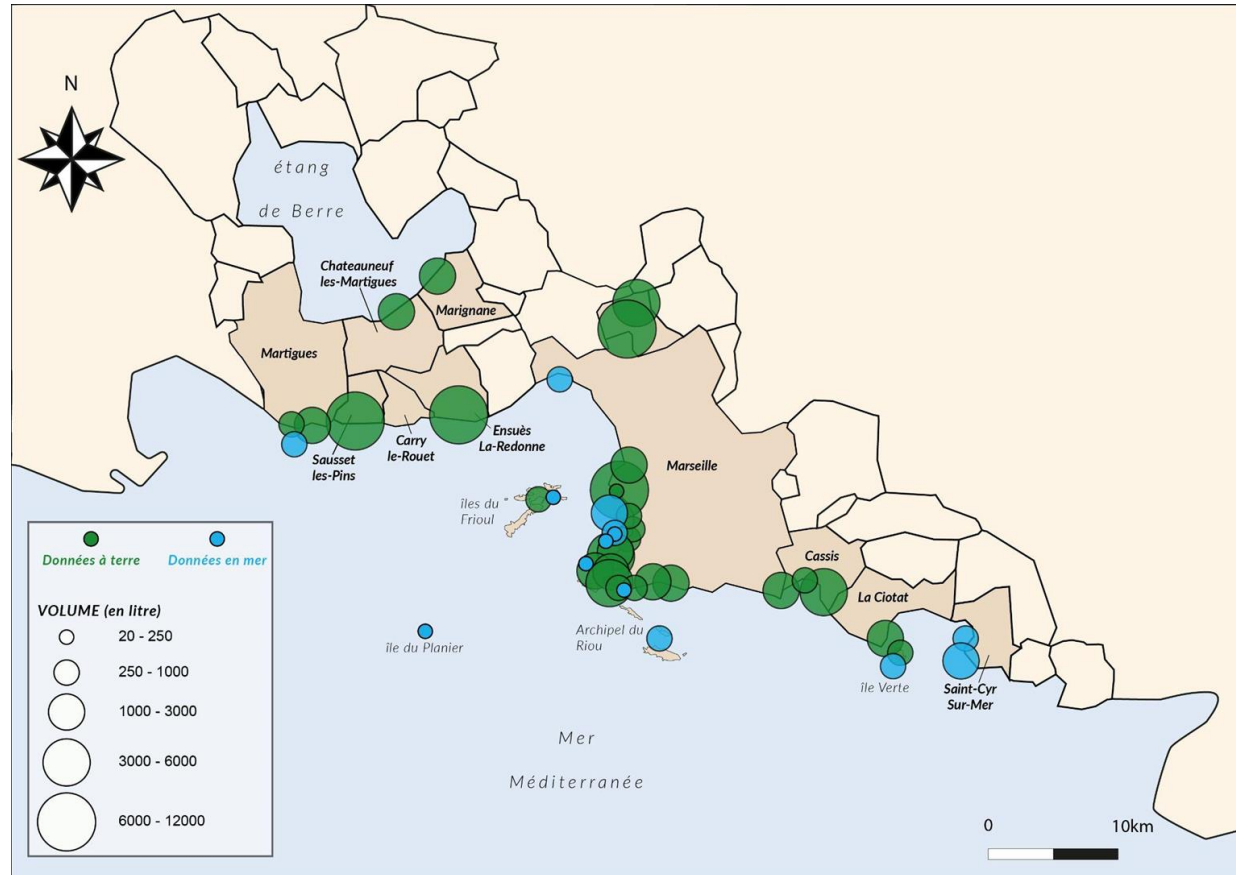 N
étang
de Berre
Chateauneuf
les-Martigues
Marignane
Martigues
Sausset
les-Pins
Carry
le-Rouet
Ensuès
La-Redonne
Marseille
îles du
Frioul
Cassis
La Ciotat
Archipel du
Riou
île du Planier
île Verte
Saint-Cyr
Sur-Mer
Mer
Méditerranée
Données à terre
Données en mer
VOLUME (en litre)
20 - 250
250 - 1000
1000 - 3000
3000 - 6000
6000 - 12000
0
10km